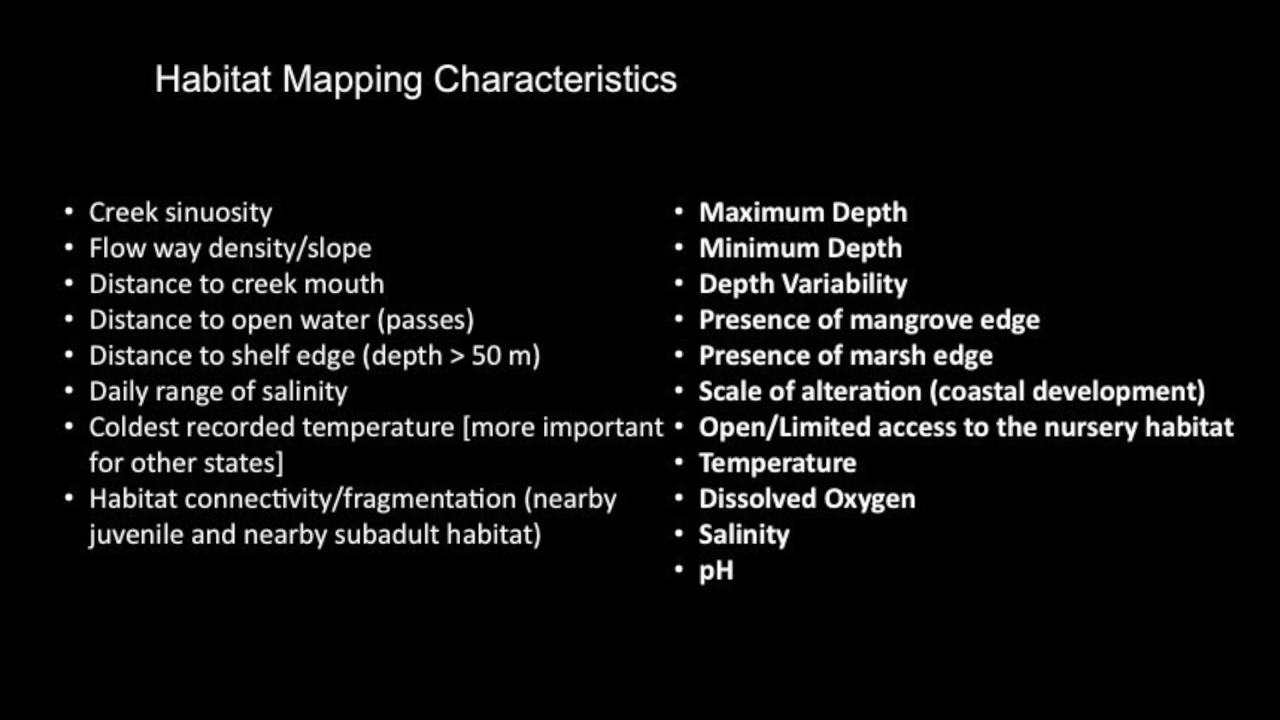 Habitat Mapping Characteristics
• Creek sinuosity
• Flow way density/slope
• Distance to creek mouth
• Distance to open water (passes)
• Distance to shelf edge (depth > 50 m)
• Daily range of salinity
• Coldest recorded temperature [more important
for other states]
• Habitat connectivity/fragmentation (nearby
juvenile and nearby subadult habitat)
• Maximum Depth
• Minimum Depth
• Depth Variability
• Presence of mangrove edge
• Presence of marsh edge
• Scale of alteration (coastal development)
• Open/Limited access to the nursery habitat
• Temperature
• Dissolved Oxygen
• Salinity
• pH